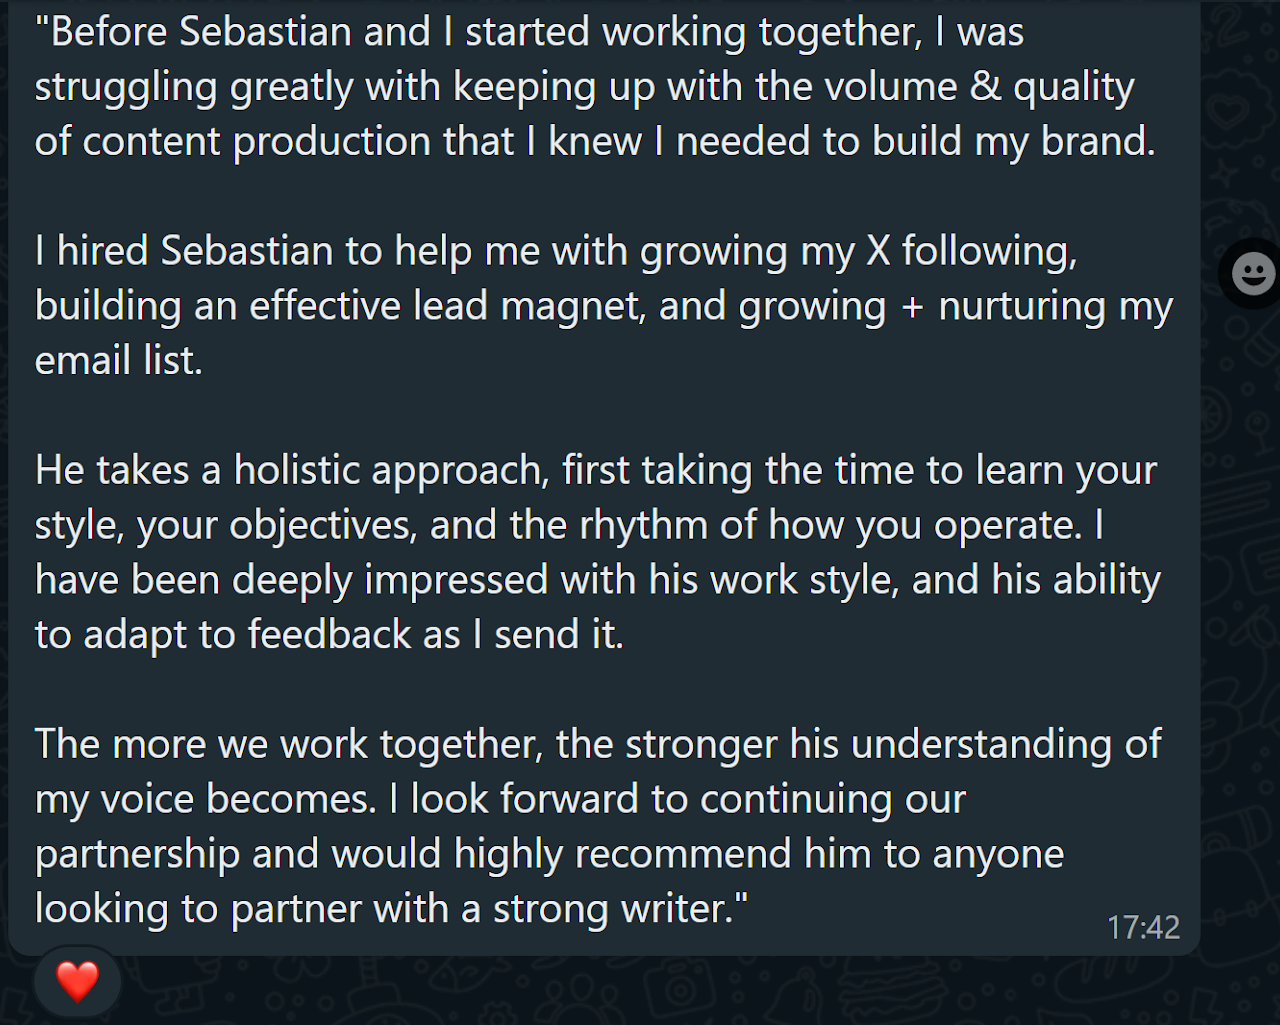 "Before Sebastian and I started working together, I was
struggling greatly with keeping up with the volume & quality
of content production that I knew I needed to build my brand.
I hired Sebastian to help me with growing my X following,
building an effective lead magnet, and growing + nurturing my
email list.
He takes a holistic approach, first taking the time to learn your
style, your objectives, and the rhythm of how you operate. I
have been deeply impressed with his work style, and his ability
to adapt to feedback as I send it.
The more we work together, the stronger his understanding of
my voice becomes. I look forward to continuing our
partnership and would highly recommend him to anyone
looking to partner with a strong writer."
17:42